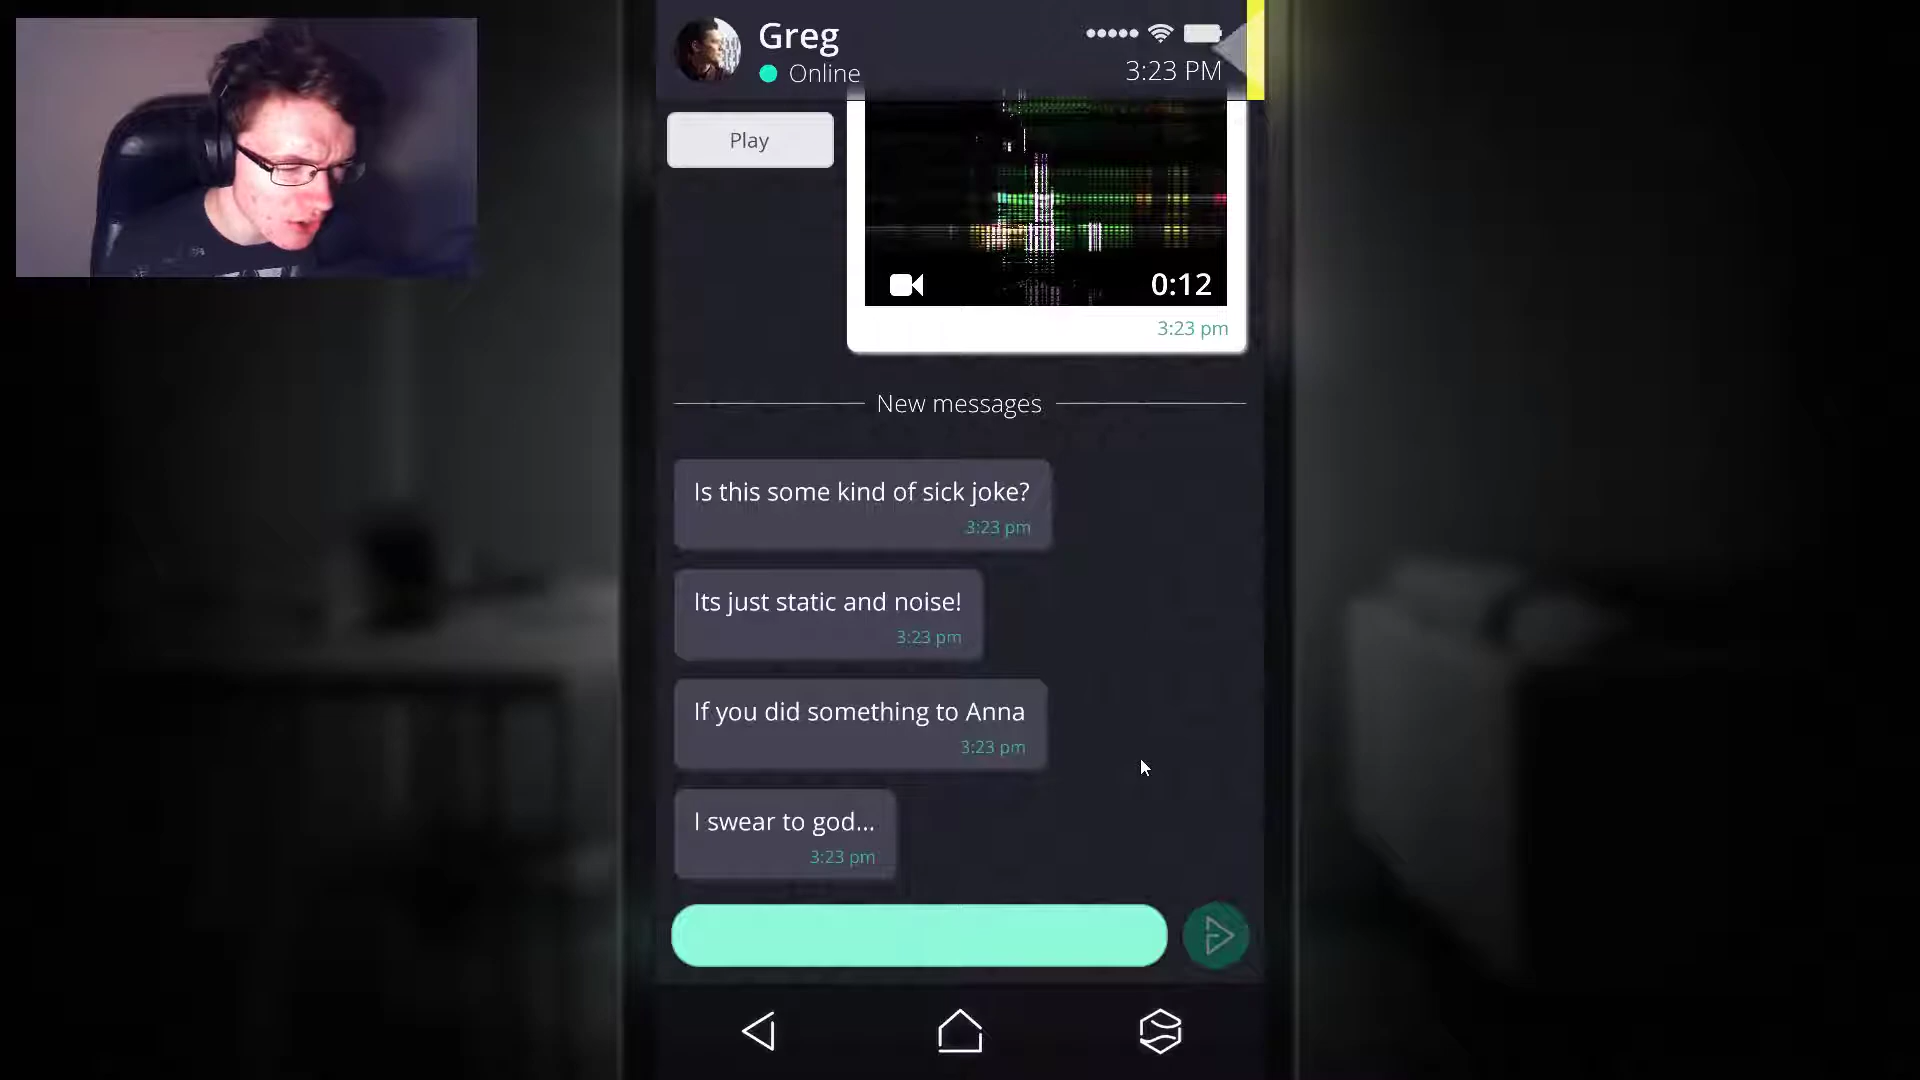 Greg
Online
3:23 PM
Play
0:12
3:23 pm
New messages
Is this some kind of sick joke?
3:23 pm
Its just static and noise!
3:23 pm
If you did something to Anna
3:23 pm
I swear to god...
3:23 pm